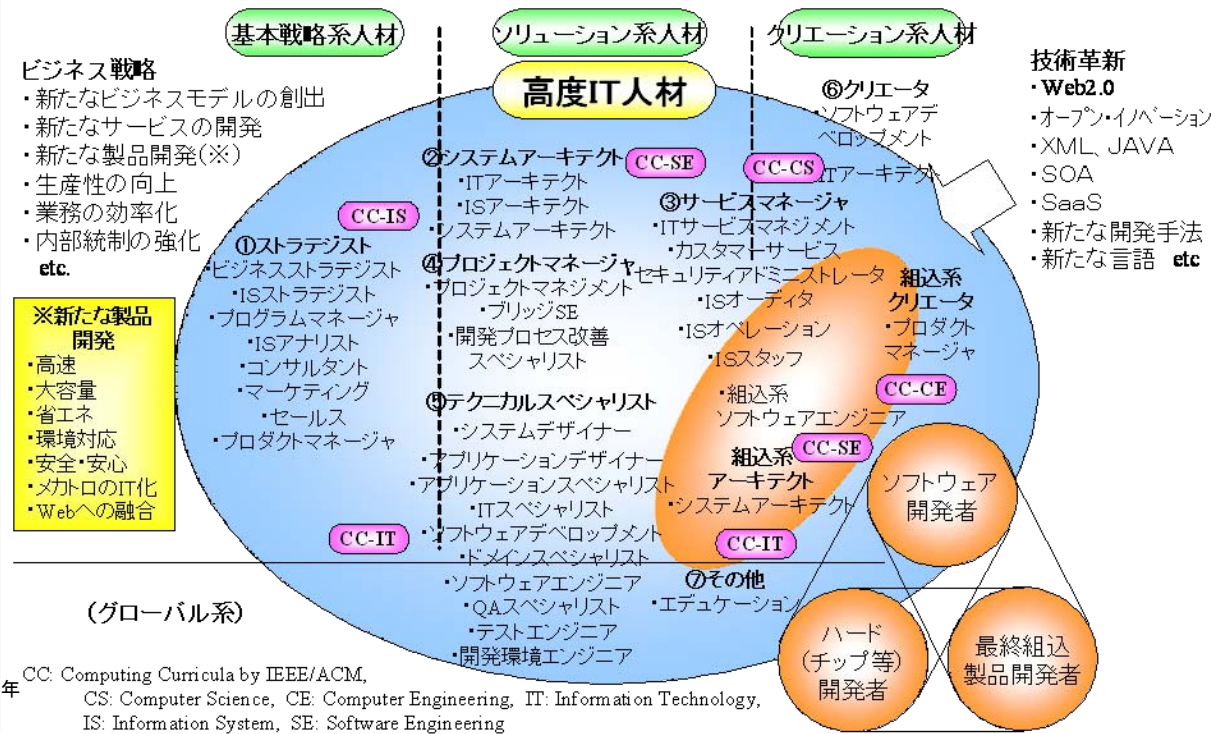 基本戦略系人材
ソリューション系人材
クリエーション系人材
高度IT人材
ビジネス戦略
・新たなビジネスモデルの創出
・新たなサービスの開発
・新たな製品開発(※)
・生産性の向上
・業務の効率化
・内部統制の強化
etc.
※新たな製品
開発
・高速
・大容量
・省エネ
・環境対応
・安全・安心
・メカトロのIT化
・Webへの融合
CC-IS
①ストラテジスト
・ビジネスストラテジスト
・ISストラテジスト
・プログラムマネージャ
・ISアナリスト
・コンサルタント
・マーケティング
・セールス
・プロダクトマネージャ
CC-IT
②システムアーキテクト
CC-SE
・ITアーキテクト
・ISアーキテクト
・システムアーキテクト
④プロジェクトマネージャ
・プロジェクトマネジメント
・ブリッジSE
・開発プロセス改善
スペシャリスト
⑤テクニカルスペシャリスト
・システムデザイナー
・アプリケーションデザイナー
・アプリケーションスペシャリスト
・ITスペシャリスト
・ソフトウェアデベロップメント
・ドメインスペシャリスト
・ソフトウェアエンジニア
・QAスペシャリスト
・テストエンジニア
・開発環境エンジニア
⑥クリエータ
・ソフトウェアデ
ベロップメント
・ITアーキテクト
CC-CS
③サービスマネージャ
・ITサービスマネジメント
・カスタマーサービス
・セキュリティアドミニストレータ
・ISオーディタ
・ISオペレーション
・ISスタッフ
・組込系
ソフトウェアエンジニア
組込系
クリエータ
・プロダクト
マネージャ
CC-CE
CC-SE
組込系
アーキテクト
・システムアーキテクト
CC-IT
⑦その他
・エデュケーション
技術革新
・Web2.0
・オープン・イノベーション
・XML、JAVA
・SOA
・SaaS
・新たな開発手法
・新たな言語 etc
ソフトウェア
開発者
ハード
(チップ等)
開発者
最終組込
製品開発者
(グローバル系)
年
CC: Computing Curricula by IEEE/ACM,
CS: Computer Science, CE: Computer Engineering, IT: Information Technology,
IS: Information System, SE: Software Engineering